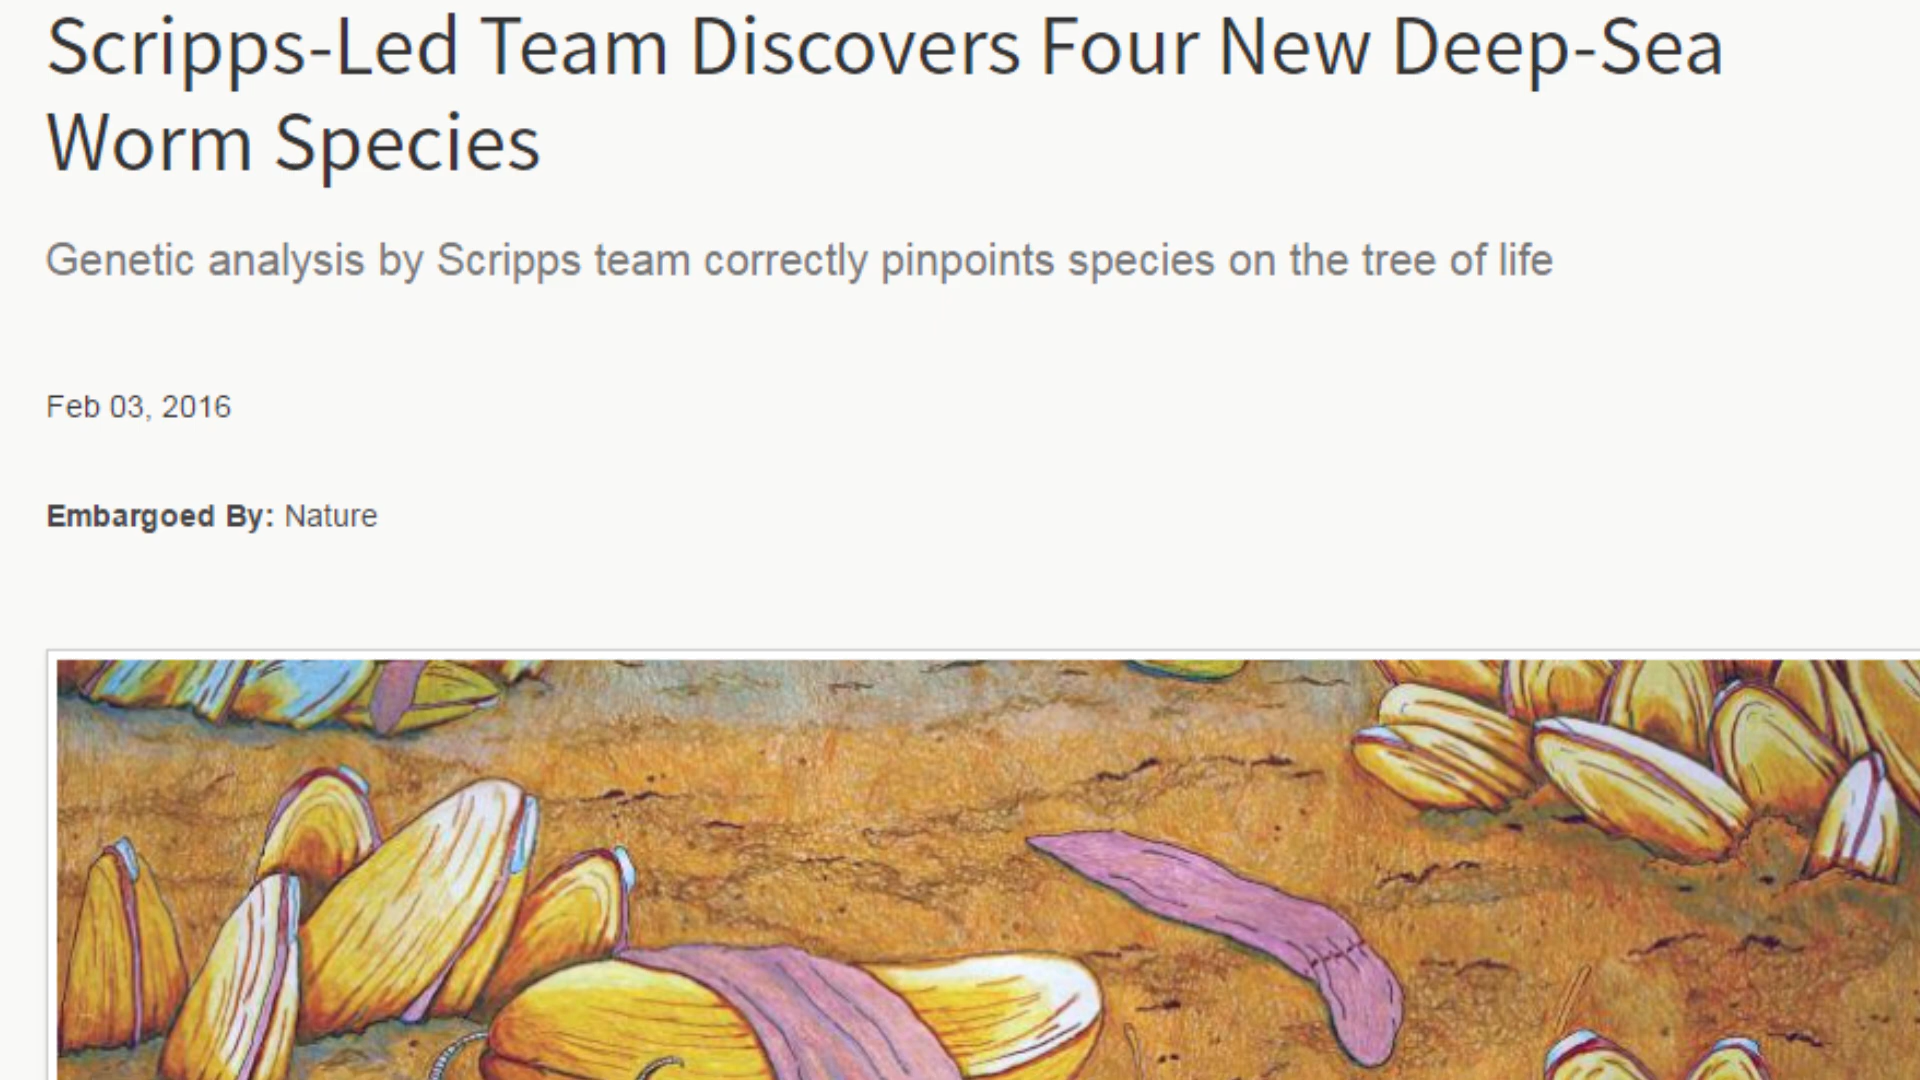 Scripps-Led Team Discovers Four New Deep-Sea
Worm Species
Genetic analysis by Scripps team correctly pinpoints species on the tree of life
Feb 03, 2016
Embargoed By: Nature